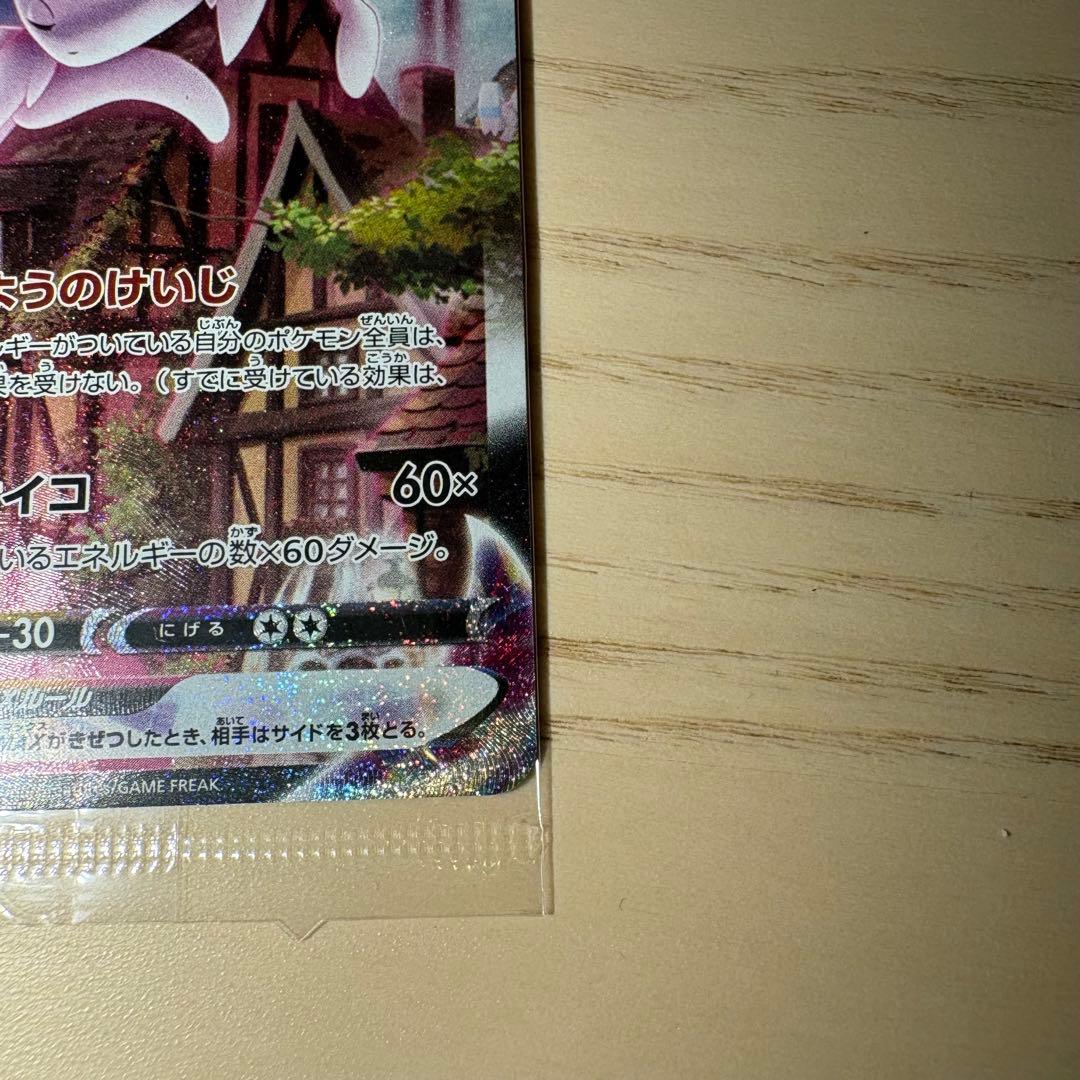 ようのけいじ
ギーがついている自分のポケモン全員は、
果を受けない。(すでに受けている効果は、
イコ
60×
いるエネルギーの数×60ダメージ。
-30
にげる
ルール
がきぜつしたとき、相手はサイドを3枚とる。
/GAME FREAK